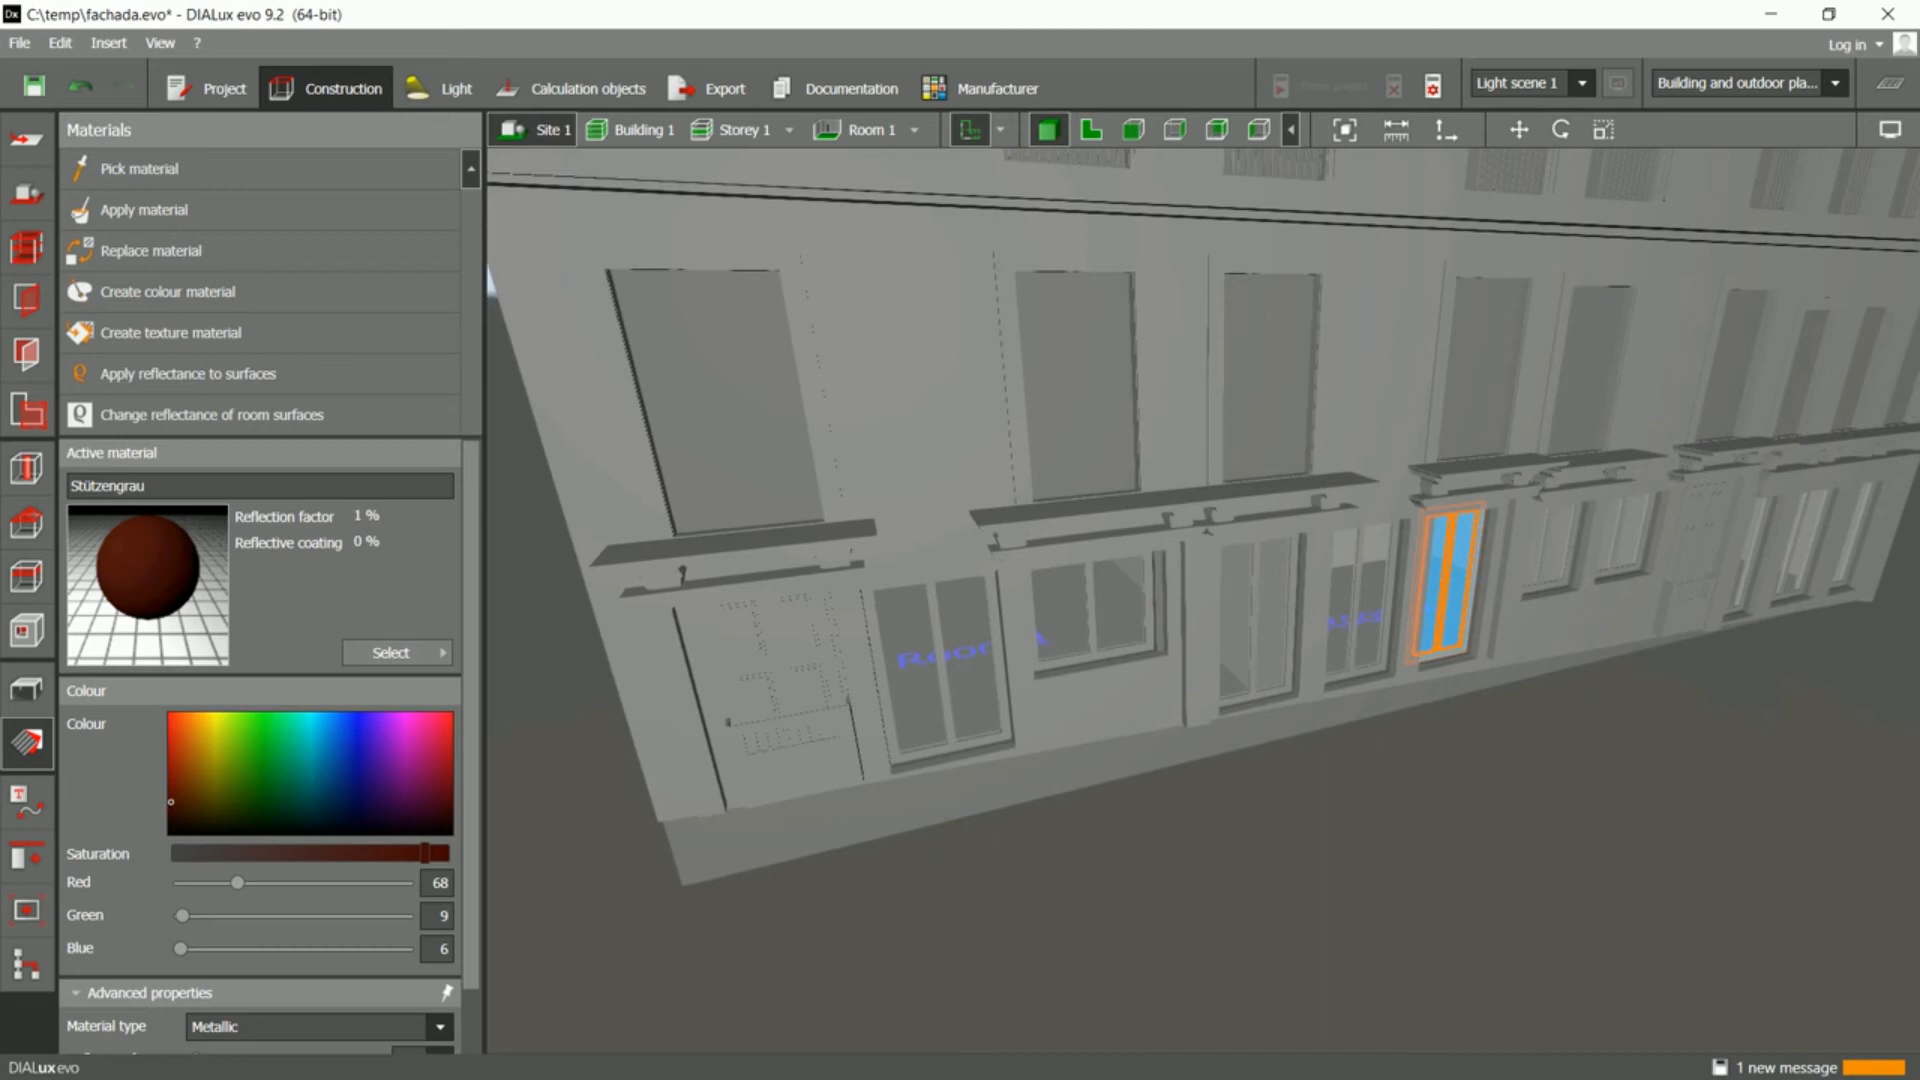 Dx C:\temp\fachada.evo* - DIALux evo 9.2 (64-bit)
File Edit Insert View ?
Log in
Project Construction Light Calculation objects Export Documentation Manufacturer
Light scene 1
Building and outdoor pla...
Materials
Site 1 Building 1 Storey 1 Room 1
Pick material
Apply material
Replace material
Create colour material
Create texture material
Apply reflectance to surfaces
Change reflectance of room surfaces
Active material
Stützengrau
Reflection factor 1 %
Reflective coating 0 %
Select
Colour
Colour
Saturation
Red 68
Green 9
Blue 6
Advanced properties
Material type Metallic
DIALux evo
1 new message